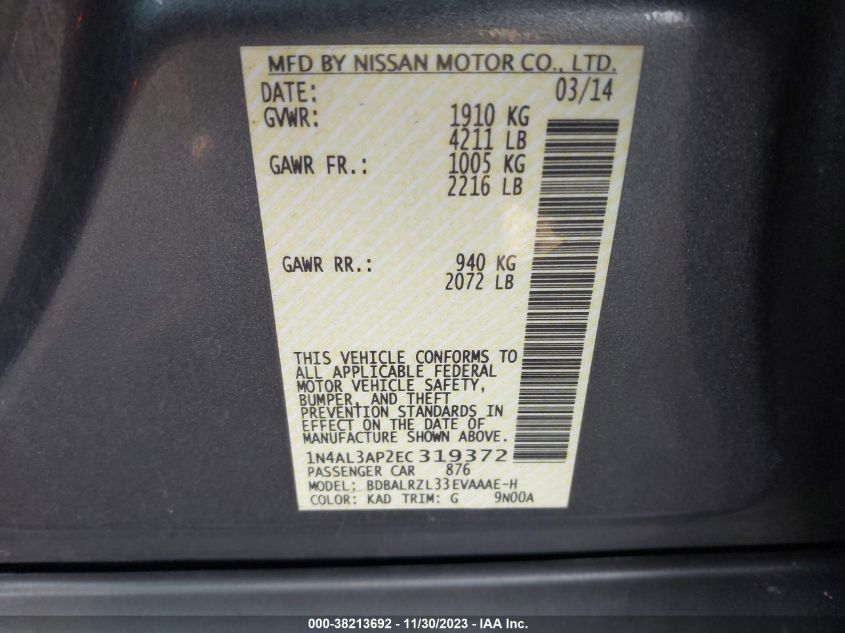 MFD BY NISSAN MOTOR CO., LTD.
DATE: 03/14
GVWR: 1910 KG
4211 LB
GAWR FR.: 1005 KG
2216 LB
GAWR RR.: 940 KG
2072 LB
THIS VEHICLE CONFORMS TO
ALL APPLICABLE FEDERAL
MOTOR VEHICLE SAFETY,
BUMPER, AND THEFT
PREVENTION STANDARDS IN
EFFECT ON THE DATE OF
MANUFACTURE SHOWN ABOVE.
1N4AL3AP2EC319372
PASSENGER CAR 876
MODEL: BDBALRZL33EVAAAE-H
COLOR: KAD TRIM: G 9N00A
000-38213692 - 11/30/2023 - IAA Inc.